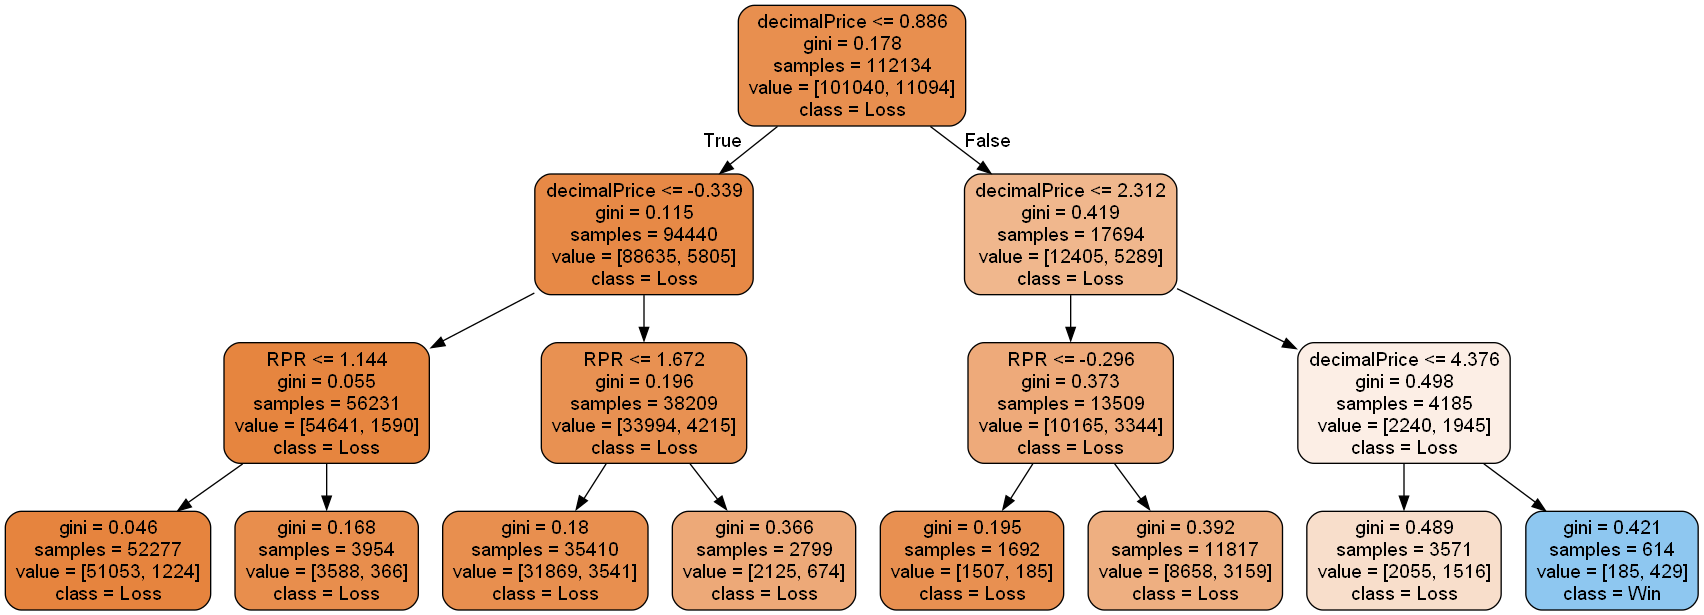 decimalPrice <= 0.886
gini = 0.178
samples = 112134
value = [101040, 11094]
class = Loss
True
False
decimalPrice <= -0.339
gini = 0.115
samples = 94440
value = [88635, 5805]
class = Loss
decimalPrice <= 2.312
gini = 0.419
samples = 17694
value = [12405, 5289]
class = Loss
RPR <= 1.144
gini = 0.055
samples = 56231
value = [54641, 1590]
class = Loss
RPR <= 1.672
gini = 0.196
samples = 38209
value = [33994, 4215]
class = Loss
RPR <= -0.296
gini = 0.373
samples = 13509
value = [10165, 3344]
class = Loss
decimalPrice <= 4.376
gini = 0.498
samples = 4185
value = [2240, 1945]
class = Loss
gini = 0.046
samples = 52277
value = [51053, 1224]
class = Loss
gini = 0.168
samples = 3954
value = [3588, 366]
class = Loss
gini = 0.18
samples = 35410
value = [31869, 3541]
class = Loss
gini = 0.366
samples = 2799
value = [2125, 674]
class = Loss
gini = 0.195
samples = 1692
value = [1507, 185]
class = Loss
gini = 0.392
samples = 11817
value = [8658, 3159]
class = Loss
gini = 0.489
samples = 3571
value = [2055, 1516]
class = Loss
gini = 0.421
samples = 614
value = [185, 429]
class = Win